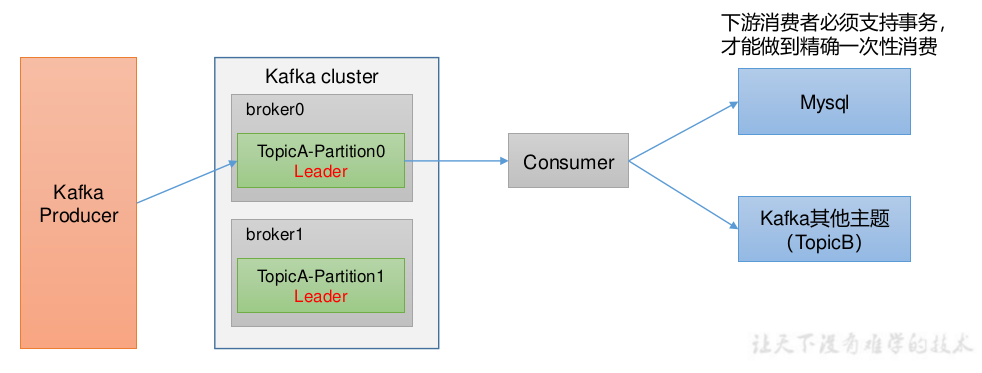 下游消费者必须支持事务，
才能做到精确一次性消费
Kafka cluster
broker0
TopicA-Partition0
Leader
broker1
TopicA-Partition1
Leader
Kafka
Producer
Consumer
Mysql
Kafka其他主题
（TopicB）
让天下没有难学的技术